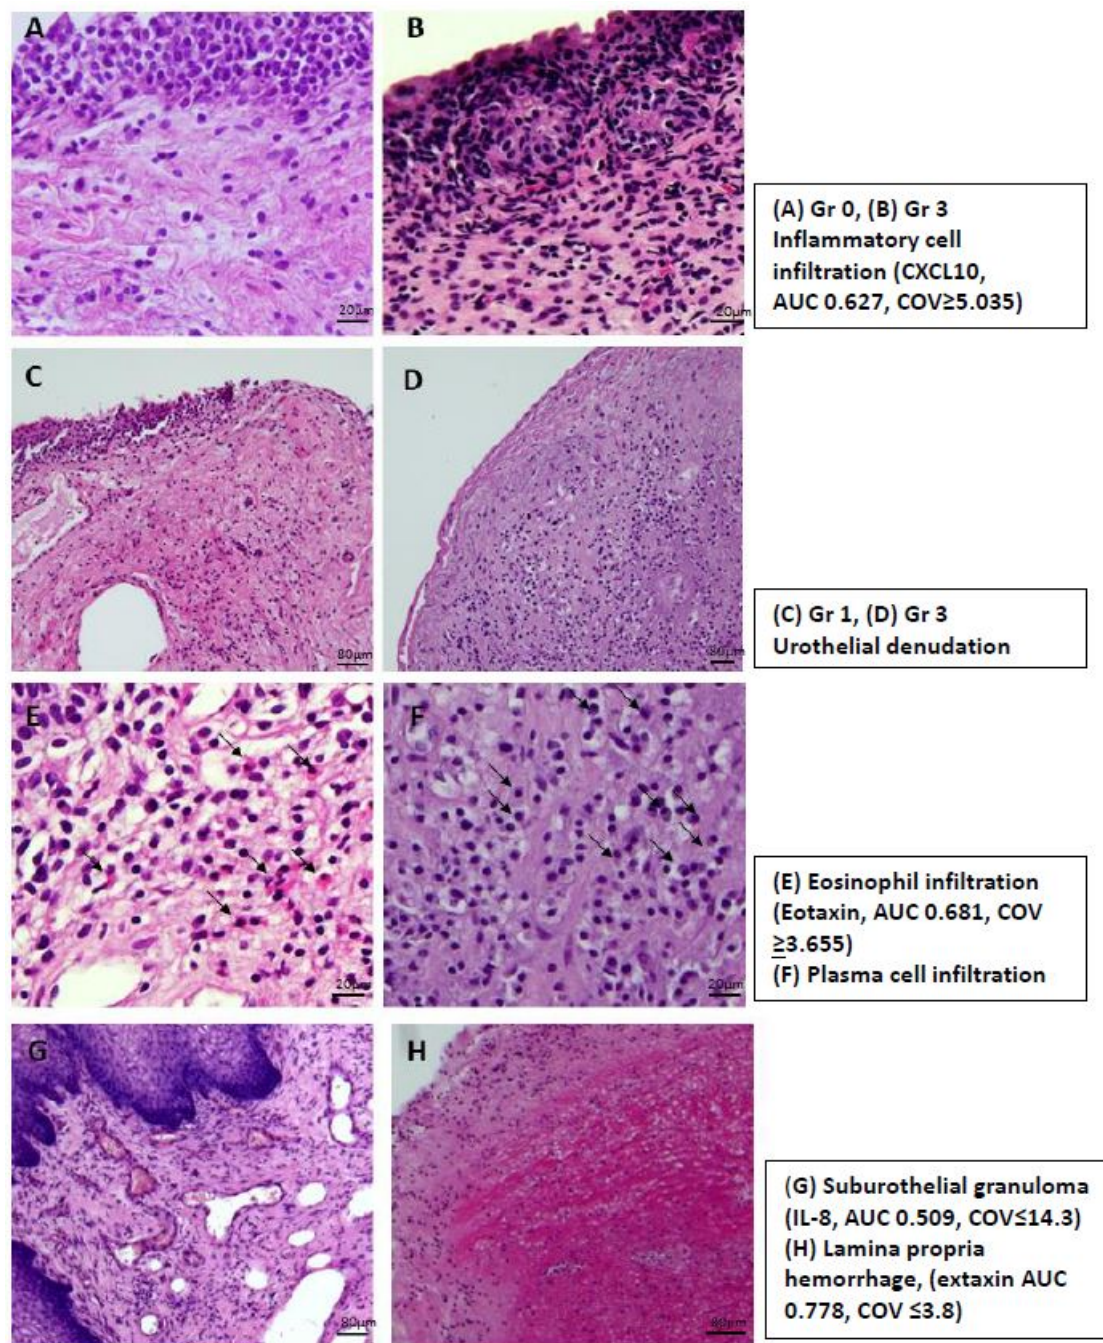 A
B
20µm
20µm
(A) Gr 0, (B) Gr 3
Inflammatory cell
infiltration (CXCL10,
AUC 0.627, COV≥5.035)
C
D
80µm
80µm
(C) Gr 1, (D) Gr 3
Urothelial denudation
E
F
20µm
20µm
(E) Eosinophil infiltration
(Eotaxin, AUC 0.681, COV
≥3.655)
(F) Plasma cell infiltration
G
H
80µm
80µm
(G) Suburothelial granuloma
(IL-8, AUC 0.509, COV≤14.3)
(H) Lamina propria
hemorrhage, (extaxin AUC
0.778, COV ≤3.8)